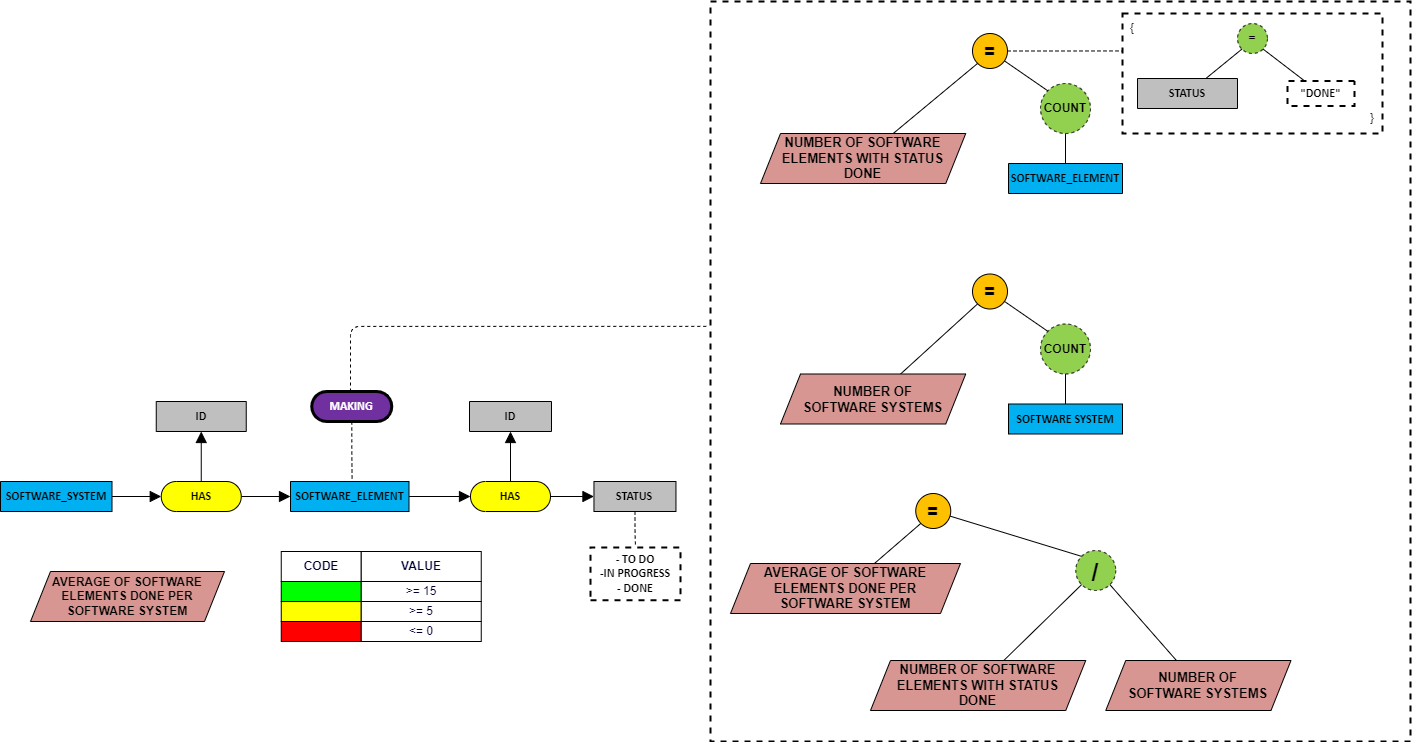 =
{
=
STATUS
"DONE"
}
COUNT
NUMBER OF SOFTWARE
ELEMENTS WITH STATUS
DONE
SOFTWARE_ELEMENT
=
COUNT
NUMBER OF
SOFTWARE SYSTEMS
SOFTWARE SYSTEM
MAKING
ID
ID
SOFTWARE_SYSTEM
HAS
SOFTWARE_ELEMENT
HAS
STATUS
- TO DO
-IN PROGRESS
- DONE
AVERAGE OF SOFTWARE
ELEMENTS DONE PER
SOFTWARE SYSTEM
CODE VALUE
>= 15
>= 5
<= 0
=
/
AVERAGE OF SOFTWARE
ELEMENTS DONE PER
SOFTWARE SYSTEM
NUMBER OF SOFTWARE
ELEMENTS WITH STATUS
DONE
NUMBER OF
SOFTWARE SYSTEMS